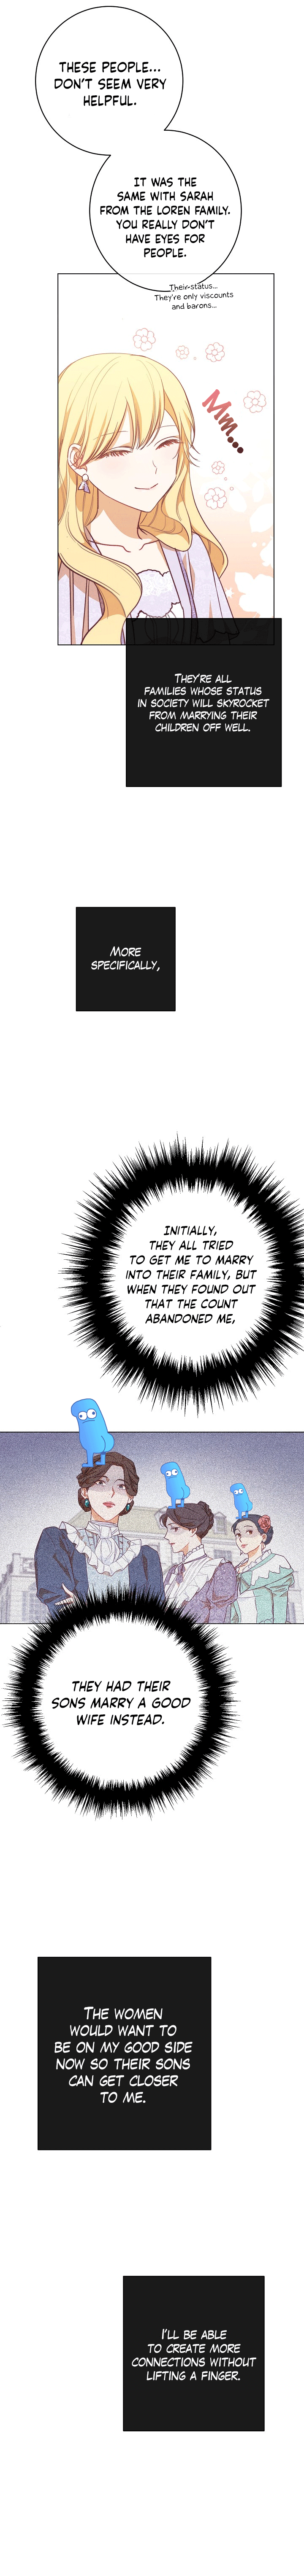 THESE PEOPLE...
DON'T SEEM VERY
HELPFUL.
IT WAS THE
SAME WITH SARAH
FROM THE LOREN FAMILY.
YOU REALLY DON'T
HAVE EYES FOR
PEOPLE.
Their status...
They're only viscounts
and barons...
Mm...
THEY'RE ALL
FAMILIES WHOSE STATUS
IN SOCIETY WILL SKYROCKET
FROM MARRYING THEIR
CHILDREN OFF WELL.
MORE
SPECIFICALLY,
INITIALLY,
THEY ALL TRIED
TO GET ME TO MARRY
INTO THEIR FAMILY, BUT
WHEN THEY FOUND OUT
THAT THE COUNT
ABANDONED ME,
THEY HAD THEIR
SONS MARRY A GOOD
WIFE INSTEAD.
THE WOMEN
WOULD WANT TO
BE ON MY GOOD SIDE
NOW SO THEIR SONS
CAN GET CLOSER
TO ME.
I'LL BE ABLE
TO CREATE MORE
CONNECTIONS WITHOUT
LIFTING A FINGER.